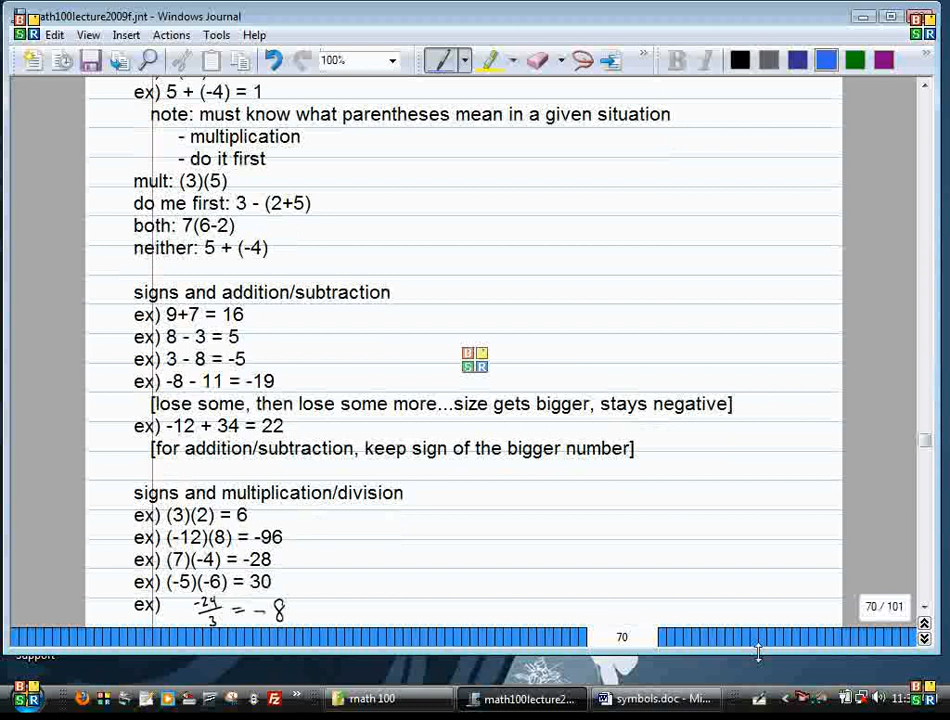 math100lecture2009f.jnt - Windows Journal
Edit View Insert Actions Tools Help
100%
ex) 5 + (-4) = 1
note: must know what parentheses mean in a given situation
- multiplication
- do it first
mult: (3)(5)
do me first: 3 - (2+5)
both: 7(6-2)
neither: 5 + (-4)
signs and addition/subtraction
ex) 9+7 = 16
ex) 8 - 3 = 5
ex) 3 - 8 = -5
ex) -8 - 11 = -19
[lose some, then lose some more...size gets bigger, stays negative]
ex) -12 + 34 = 22
[for addition/subtraction, keep sign of the bigger number]
signs and multiplication/division
ex) (3)(2) = 6
ex) (-12)(8) = -96
ex) (7)(-4) = -28
ex) (-5)(-6) = 30
ex) -24/3 = -8
70 / 101
70
math 100
math100lecture2...
symbols.doc - Mi...